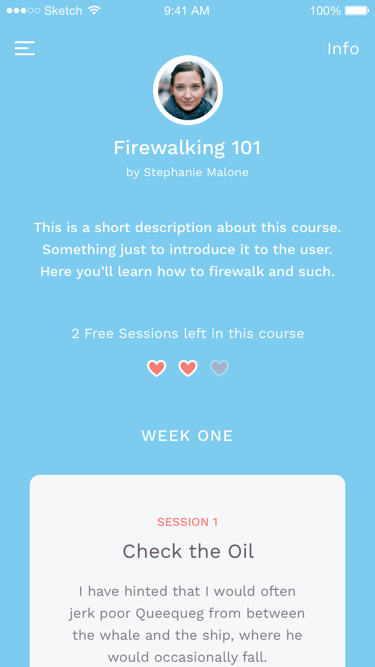 Sketch 9:41 AM 100%
Info
Firewalking 101
by Stephanie Malone
This is a short description about this course.
Something just to introduce it to the user.
Here you'll learn how to firewalk and such.
2 Free Sessions left in this course
WEEK ONE
SESSION 1
Check the Oil
I have hinted that I would often
jerk poor Queequeg from between
the whale and the ship, where he
would occasionally fall.